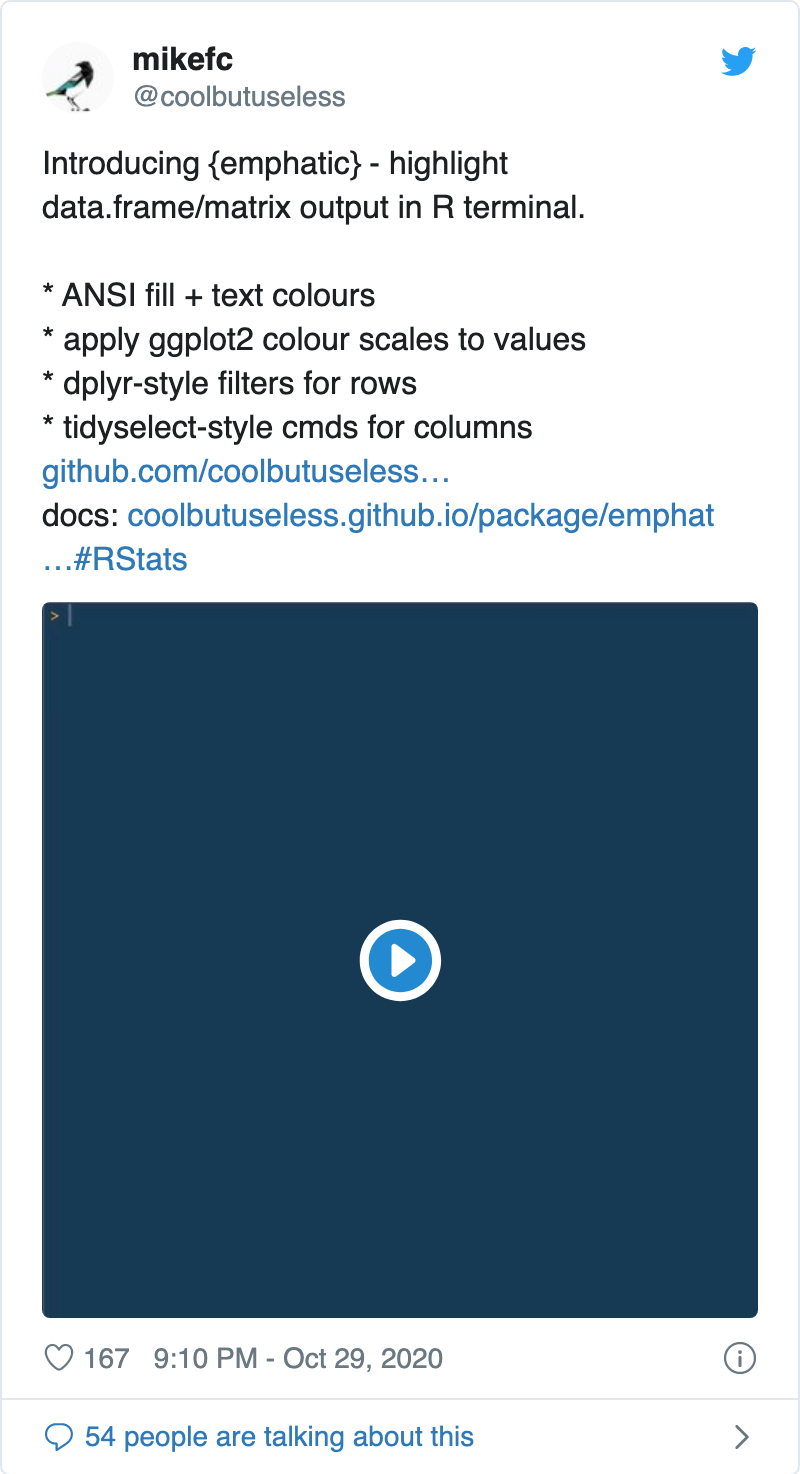 mikefc
@coolbutuseless
Introducing {emphatic} - highlight
data.frame/matrix output in R terminal.
* ANSI fill + text colours
* apply ggplot2 colour scales to values
* dplyr-style filters for rows
* tidyselect-style cmds for columns
github.com/coolbutuseless…
docs: coolbutuseless.github.io/package/emphat
…#RStats
>
167 9:10 PM - Oct 29, 2020
54 people are talking about this